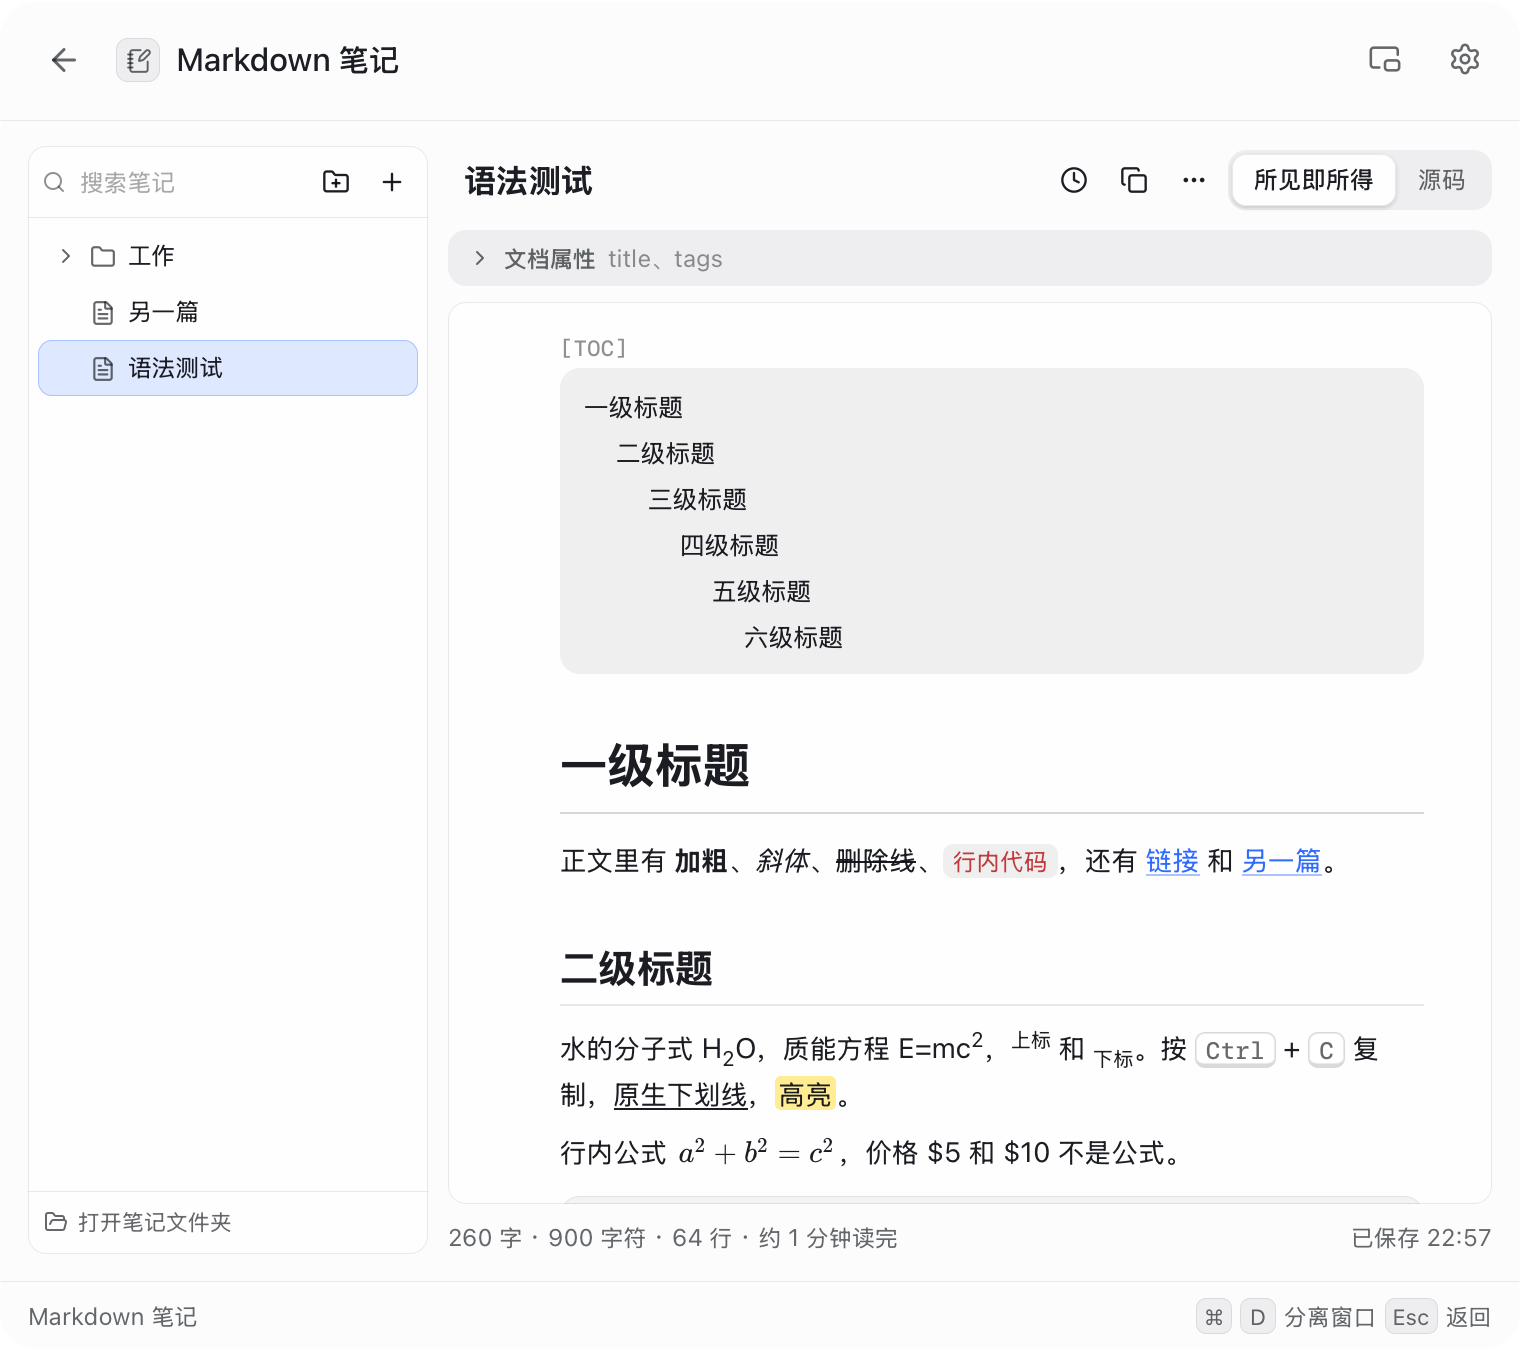 Markdown 笔记
搜索笔记
工作
另一篇
语法测试
打开笔记文件夹
语法测试
所见即所得 源码
文档属性 title、tags
[TOC]
一级标题
二级标题
三级标题
四级标题
五级标题
六级标题
一级标题
正文里有 加粗、斜体、删除线、行内代码，还有 链接 和 另一篇。
二级标题
水的分子式 H₂O，质能方程 E=mc²，上标 和 下标。按 Ctrl + C 复
制，原生下划线，高亮。
行内公式 a² + b² = c²，价格 $5 和 $10 不是公式。
260 字 · 900 字符 · 64 行 · 约 1 分钟读完
已保存 22:57
Markdown 笔记
⌘ D 分离窗口 Esc 返回